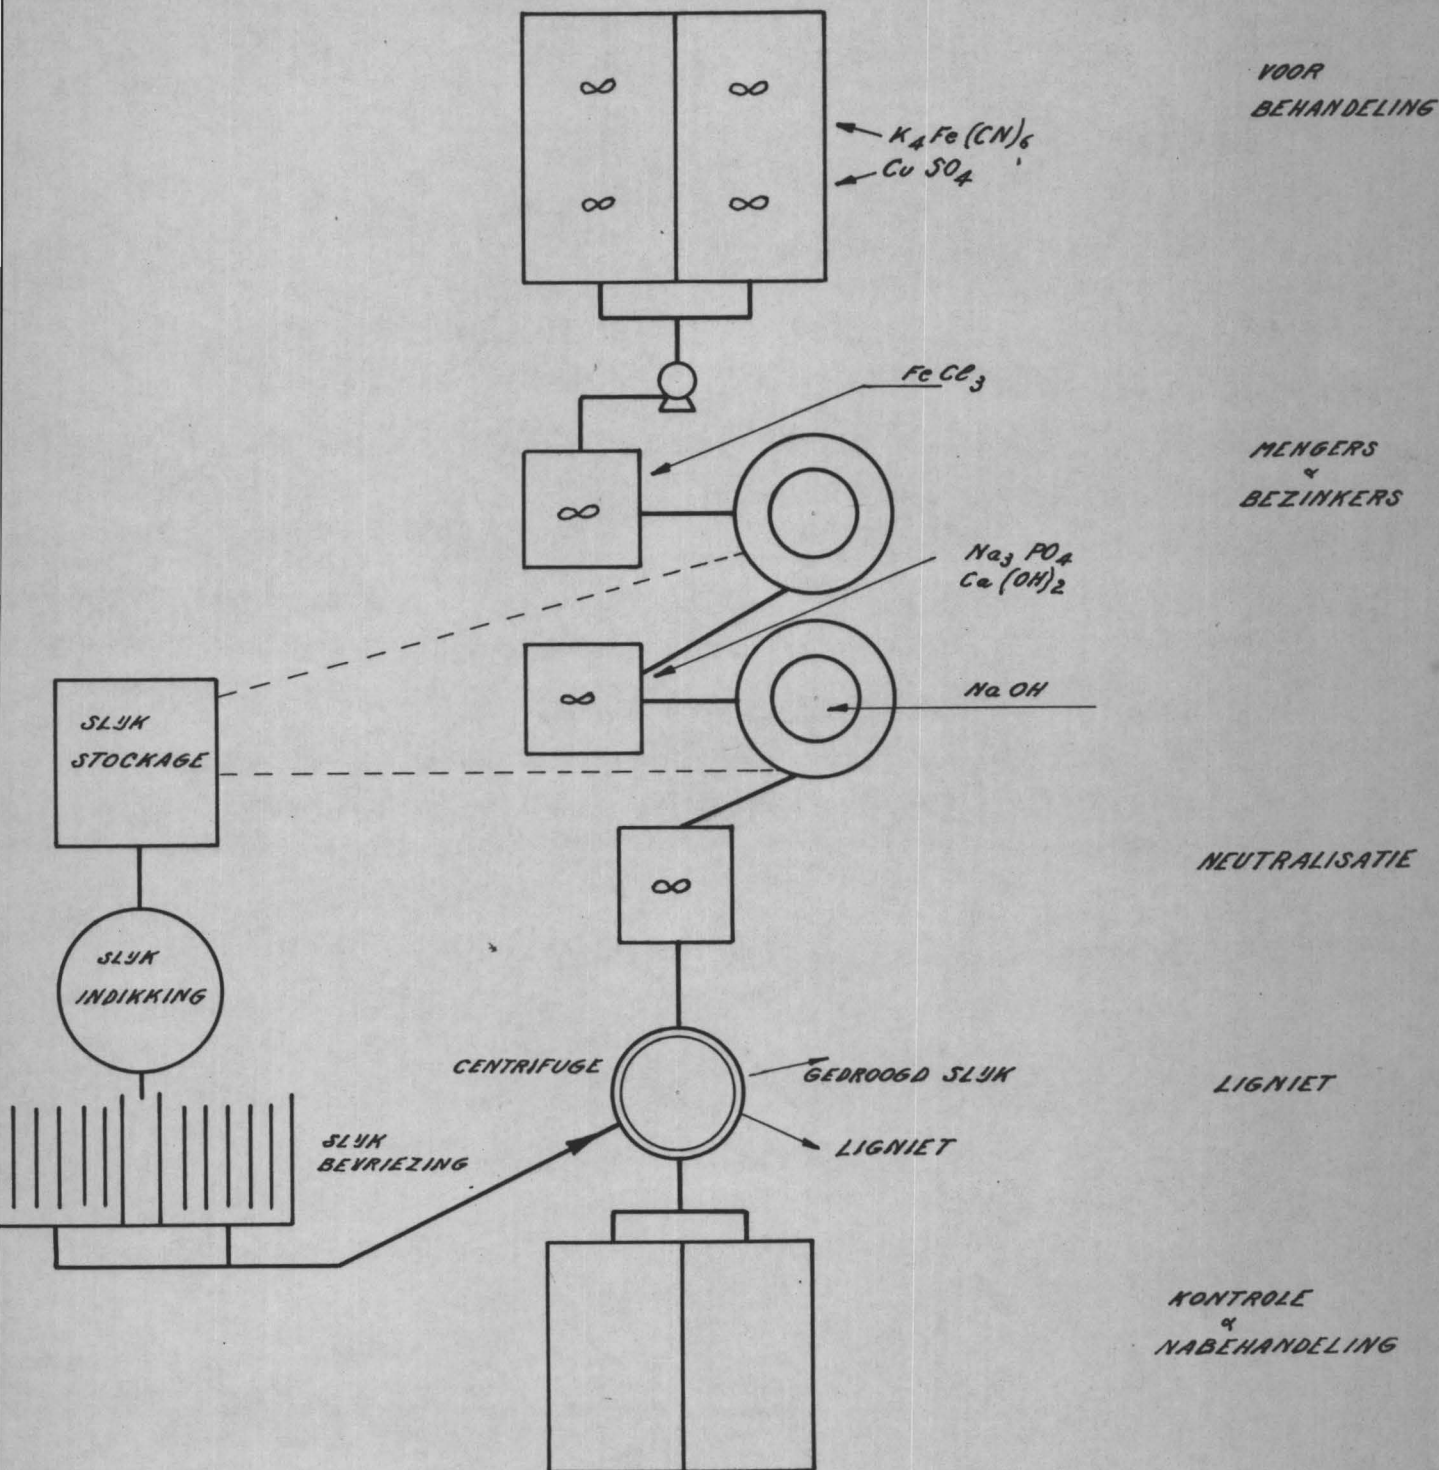 VOOR
BEHANDELING
K₄Fe(CN)₆
CuSO₄
FeCl₃
MENGERS
&
BEZINKERS
Na₃PO₄
Ca(OH)₂
NaOH
SLYK
STOCKAGE
NEUTRALISATIE
SLYK
INDIKKING
CENTRIFUGE
GEDROOGD SLYK
LIGNIET
LIGNIET
SLYK
BEVRIEZING
KONTROLE
&
NABEHANDELING